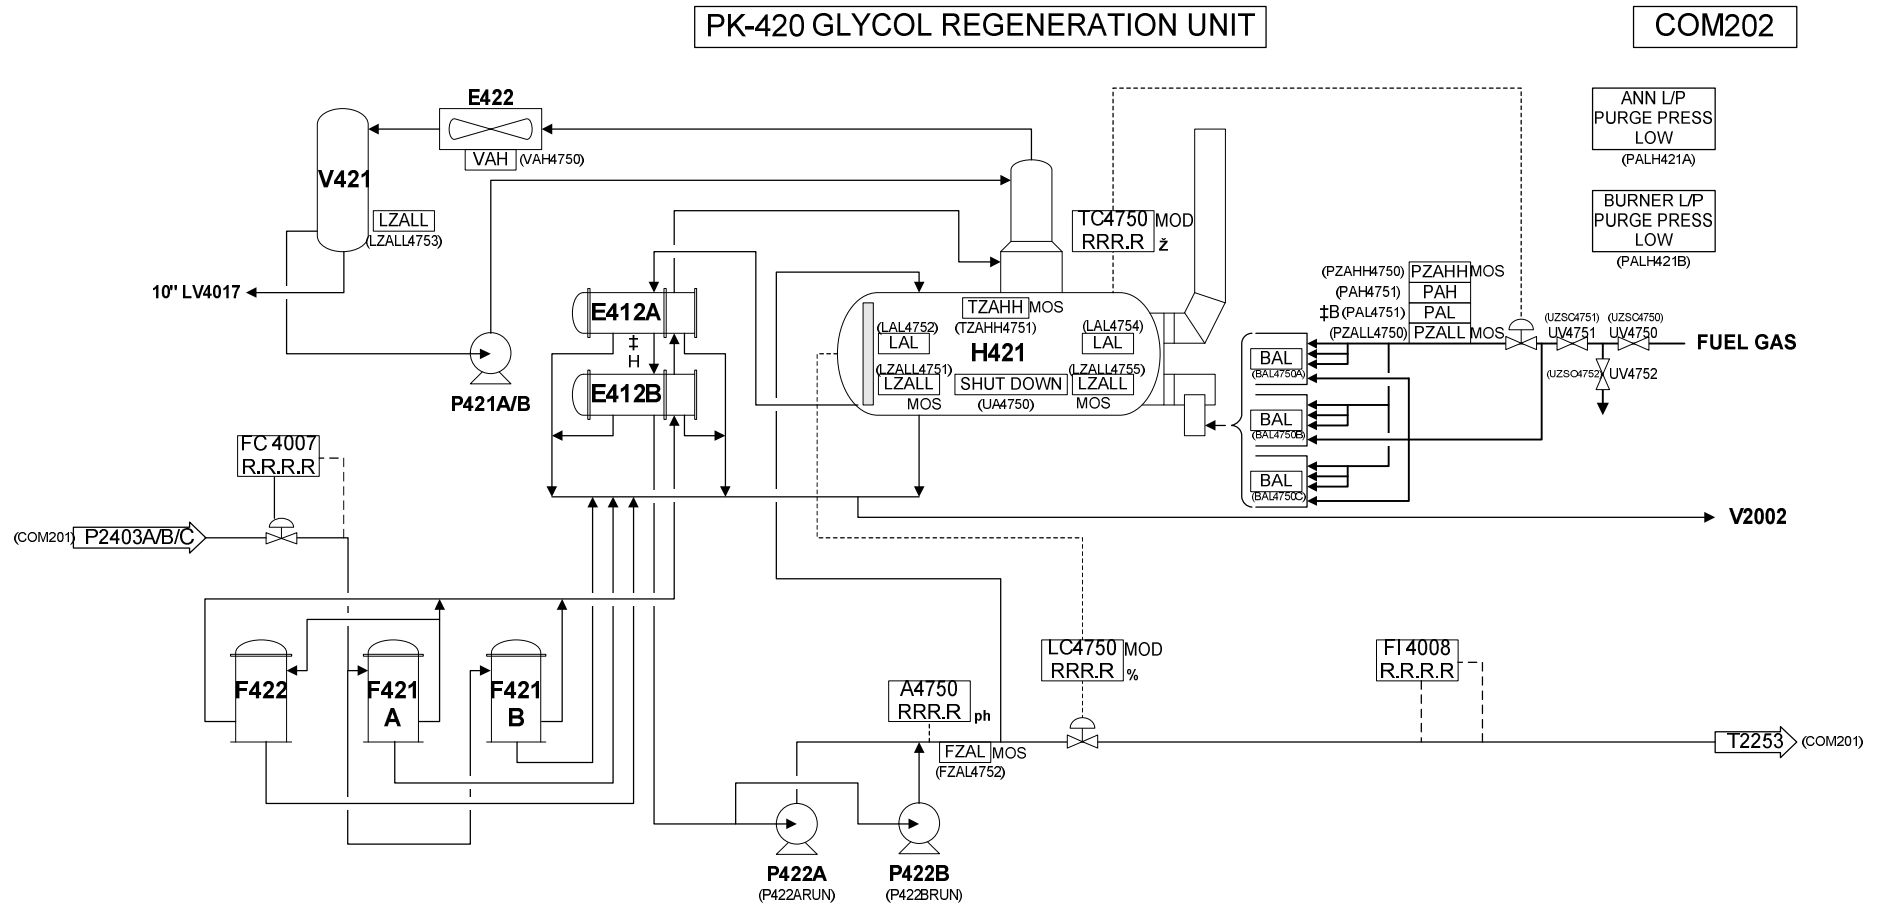 PK-420 GLYCOL REGENERATION UNIT
COM202
E422
VAH (VAH4750)
V421
LZALL
(LZALL4753)
10" LV4017
P421A/B
E412A
‡
H
E412B
TC4750 MOD
RRR.R ž
ANN L/P
PURGE PRESS
LOW
(PALH421A)
BURNER L/P
PURGE PRESS
LOW
(PALH421B)
(PZAHH4750) PZAHH MOS
(PAH4751) PAH
‡B (PAL4751) PAL
(PZALL4750) PZALL MOS
TZAHH MOS
(TZAHH4751)
(LAL4752)
LAL
H421
(LAL4754)
LAL
(LZALL4751)
LZALL
MOS
SHUT DOWN
(UA4750)
(LZALL4755)
LZALL
MOS
(UZSC4751) (UZSC4750)
UV4751 UV4750
FUEL GAS
(UZSC4752) UV4752
BAL
(BAL4750A)
BAL
(BAL4750B)
BAL
(BAL4750C)
FC 4007
R.R.R.R
(COM201) P2403A/B/C
V2002
F422
F421
A
F421
B
A4750
RRR.R ph
FZAL MOS
(FZAL4752)
LC4750 MOD
RRR.R %
FI 4008
R.R.R.R
T2253 (COM201)
P422A
(P422ARUN)
P422B
(P422BRUN)